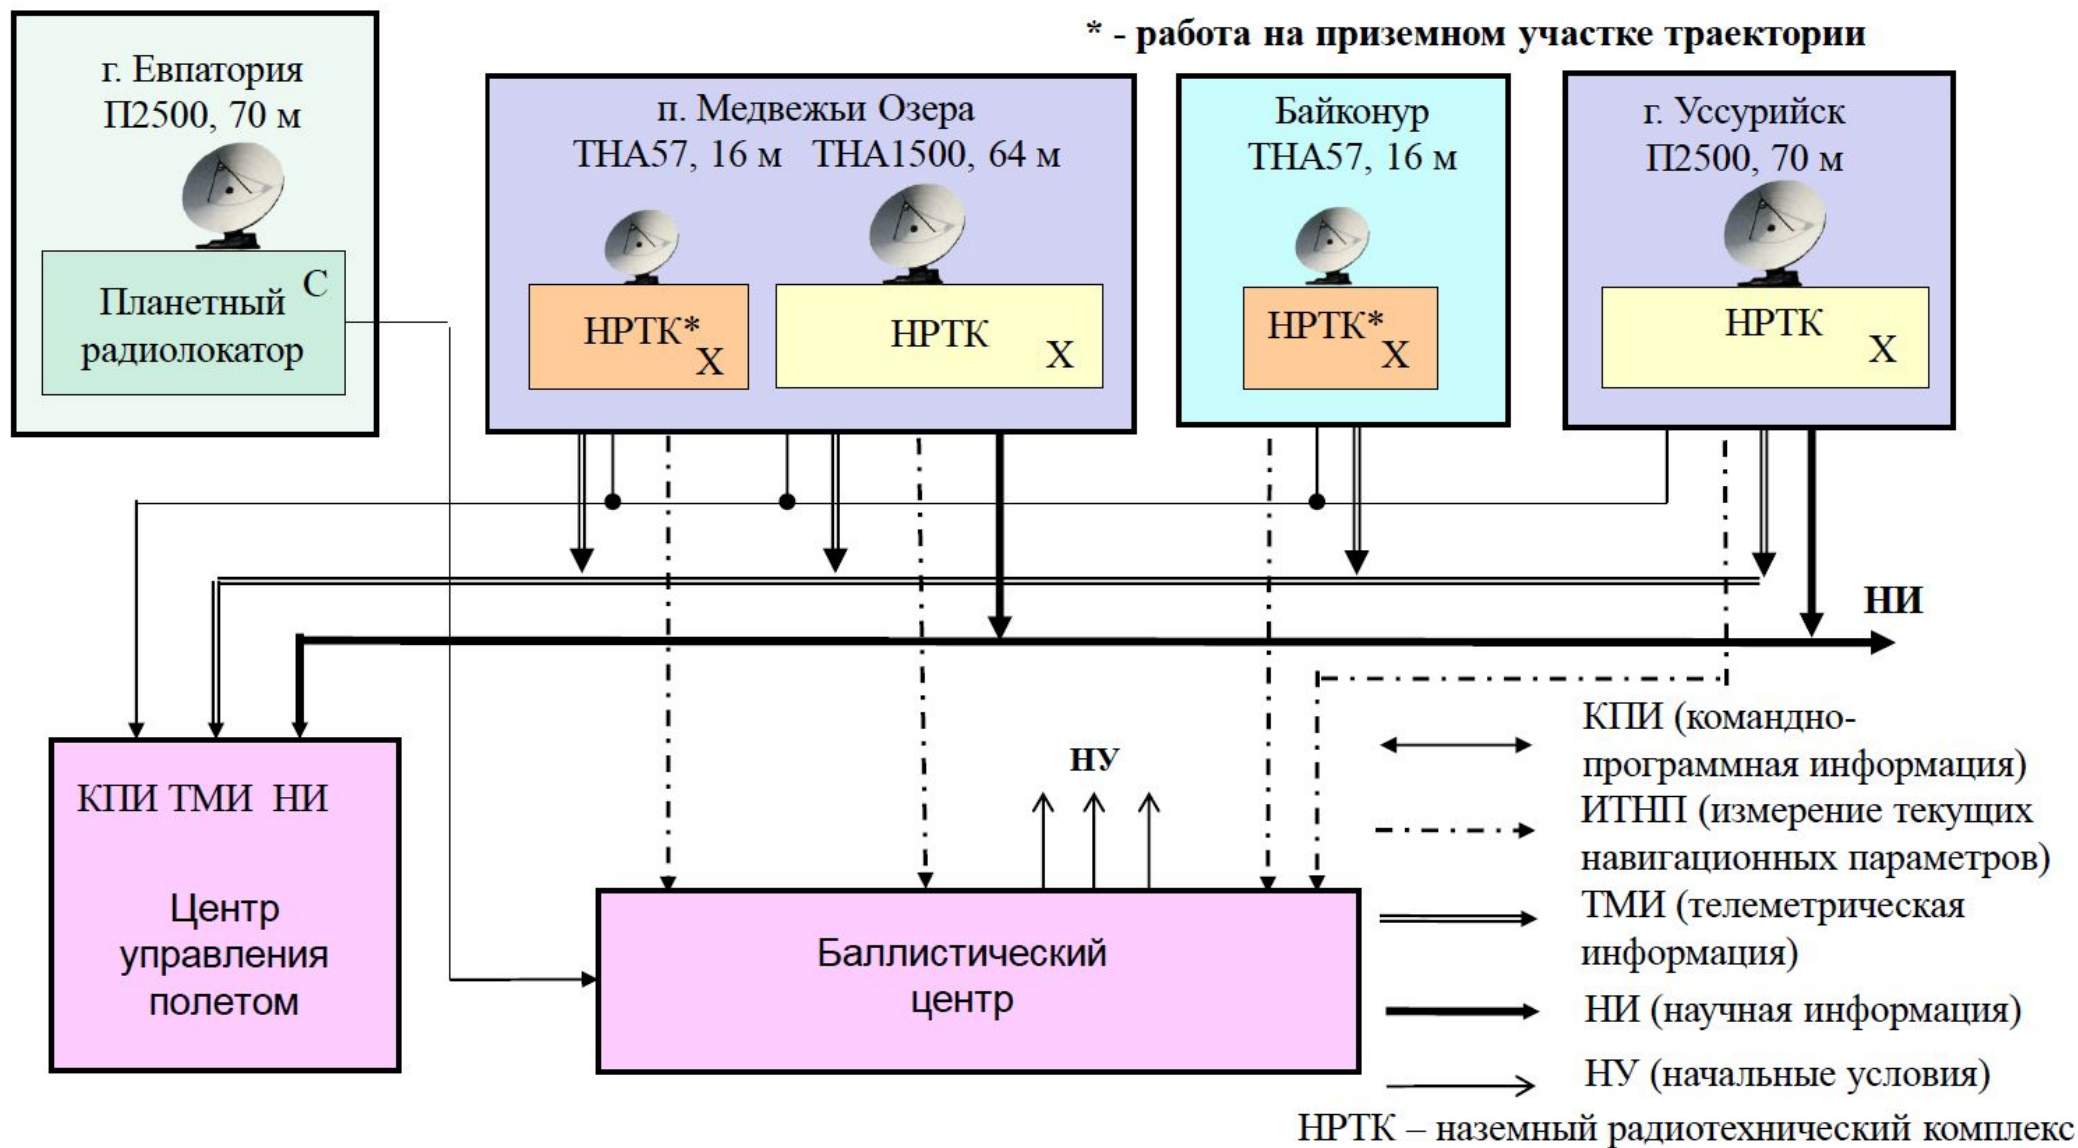 * - работа на приземном участке траектории
г. Евпатория
П2500, 70 м
С
Планетный
радиолокатор
п. Медвежьи Озера
ТНА57, 16 м ТНА1500, 64 м
НРТК*
Х
НРТК
Х
Байконур
ТНА57, 16 м
НРТК*
Х
г. Уссурийск
П2500, 70 м
НРТК
Х
НИ
КПИ ТМИ НИ
Центр
управления
полетом
НУ
Баллистический
центр
КПИ (командно-
программная информация)
ИТНП (измерение текущих
навигационных параметров)
ТМИ (телеметрическая
информация)
НИ (научная информация)
НУ (начальные условия)
НРТК – наземный радиотехнический комплекс